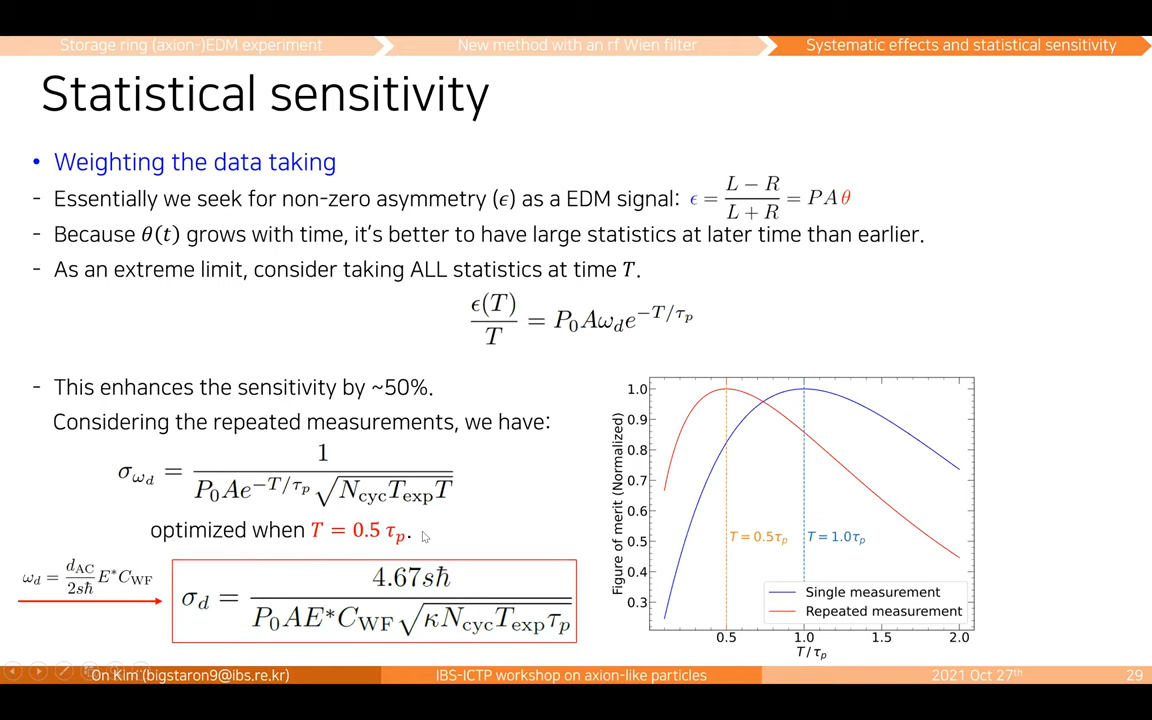 Storage ring (axion-)EDM experiment
New method with an rf Wien filter
Systematic effects and statistical sensitivity
Statistical sensitivity
• Weighting the data taking
- Essentially we seek for non-zero asymmetry (ϵ) as a EDM signal: ϵ = (L − R)/(L + R) = PAθ
- Because θ(t) grows with time, it's better to have large statistics at later time than earlier.
- As an extreme limit, consider taking ALL statistics at time T.
ϵ(T)/T = P₀Aω_d e^{−T/τ_p}
- This enhances the sensitivity by ~50%.
Considering the repeated measurements, we have:
σ_{ω_d} = 1/(P₀Ae^{−T/τ_p} √(N_cyc T_exp T))
optimized when T = 0.5 τ_p.
ω_d = (d_AC/2sℏ) E*C_WF
σ_d = 4.67sℏ/(P₀AE*C_WF √(κN_cyc T_exp τ_p))
Figure of merit (Normalized)
1.0
0.9
0.8
0.7
0.6
0.5
0.4
0.3
T = 0.5τ_p
T = 1.0τ_p
Single measurement
Repeated measurement
0.5 1.0 1.5 2.0
T/τ_p
On Kim (bigstaron9@ibs.re.kr)
IBS-ICTP workshop on axion-like particles
2021 Oct 27th
29